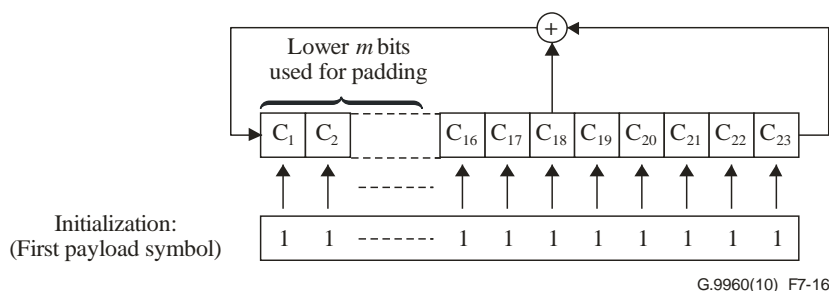 +
Lower m bits
used for padding
C₁ C₂ C₁₆ C₁₇ C₁₈ C₁₉ C₂₀ C₂₁ C₂₂ C₂₃
Initialization:
(First payload symbol)
1 1 1 1 1 1 1 1 1 1
G.9960(10)_F7-16